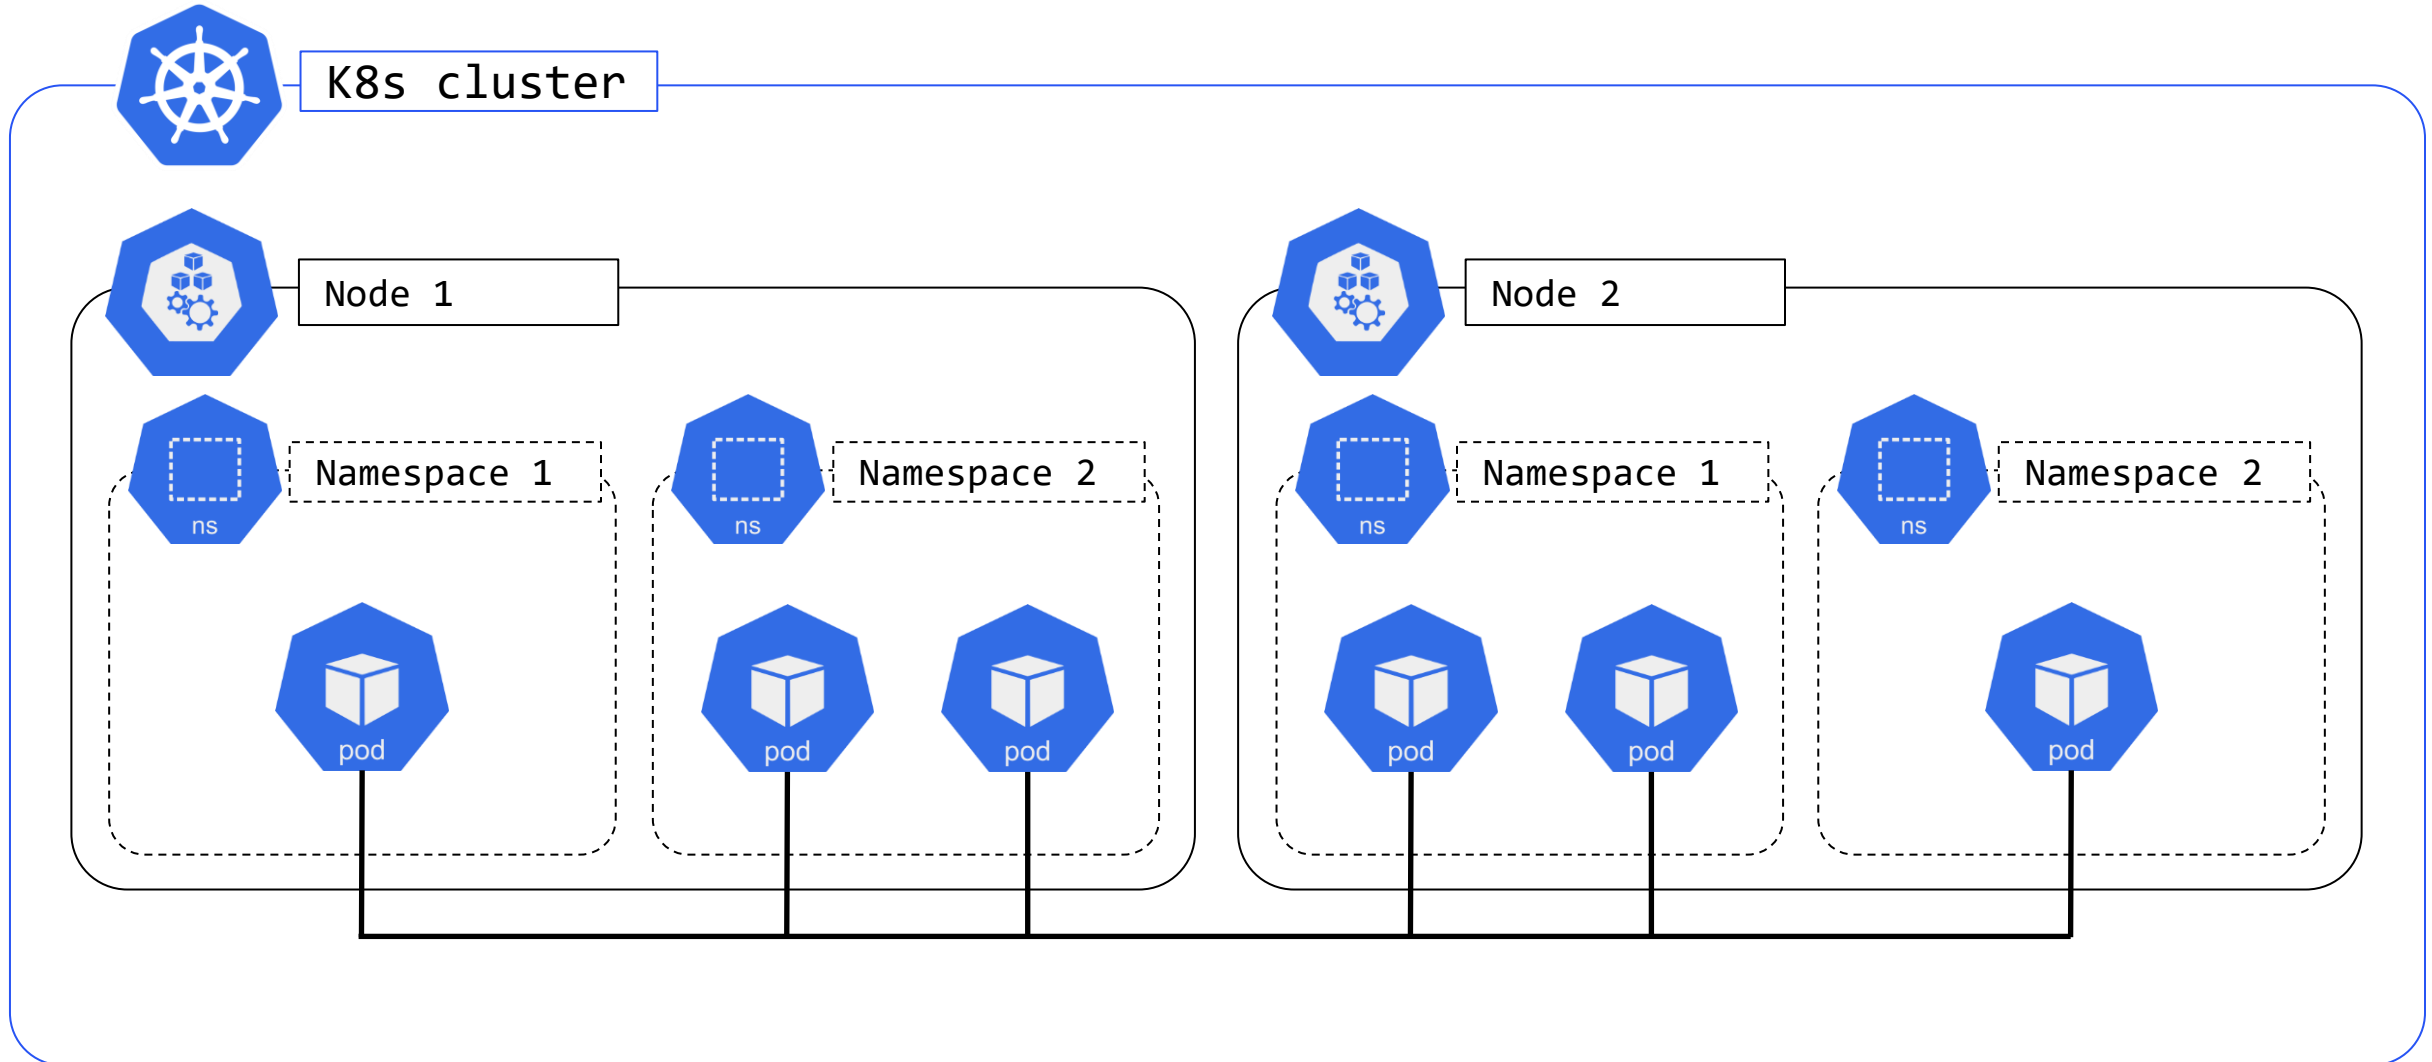 K8s cluster
Node 1
Node 2
Namespace 1
Namespace 2
Namespace 1
Namespace 2
ns
ns
ns
ns
pod
pod
pod
pod
pod
pod